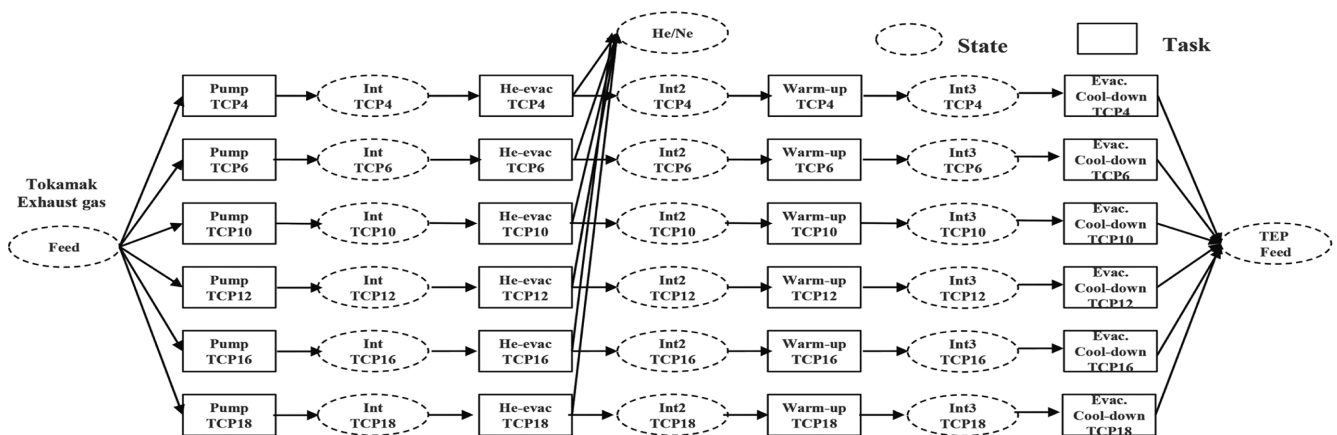 He/Ne
State
Task
Pump
TCP4
Int
TCP4
He-evac
TCP4
Int2
TCP4
Warm-up
TCP4
Int3
TCP4
Evac.
Cool-down
TCP4
Pump
TCP6
Int
TCP6
He-evac
TCP6
Int2
TCP6
Warm-up
TCP6
Int3
TCP6
Evac.
Cool-down
TCP6
Tokamak
Exhaust gas
Feed
Pump
TCP10
Int
TCP10
He-evac
TCP10
Int2
TCP10
Warm-up
TCP10
Int3
TCP10
Evac.
Cool-down
TCP10
TEP
Feed
Pump
TCP12
Int
TCP12
He-evac
TCP12
Int2
TCP12
Warm-up
TCP12
Int3
TCP12
Evac.
Cool-down
TCP12
Pump
TCP16
Int
TCP16
He-evac
TCP16
Int2
TCP16
Warm-up
TCP16
Int3
TCP16
Evac.
Cool-down
TCP16
Pump
TCP18
Int
TCP18
He-evac
TCP18
Int2
TCP18
Warm-up
TCP18
Int3
TCP18
Evac.
Cool-down
TCP18